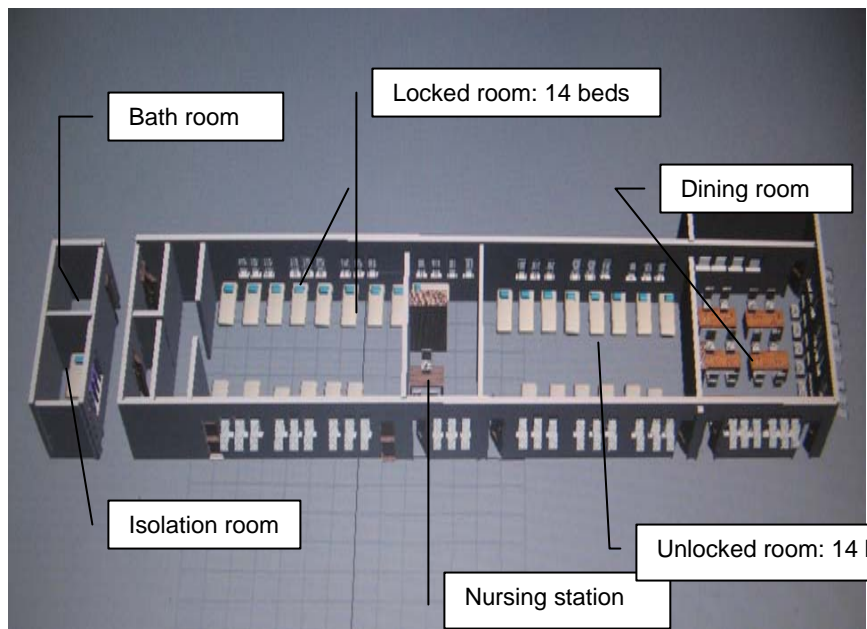 Locked room: 14 beds
Bath room
Dining room
Isolation room
Unlocked room: 14
Nursing station